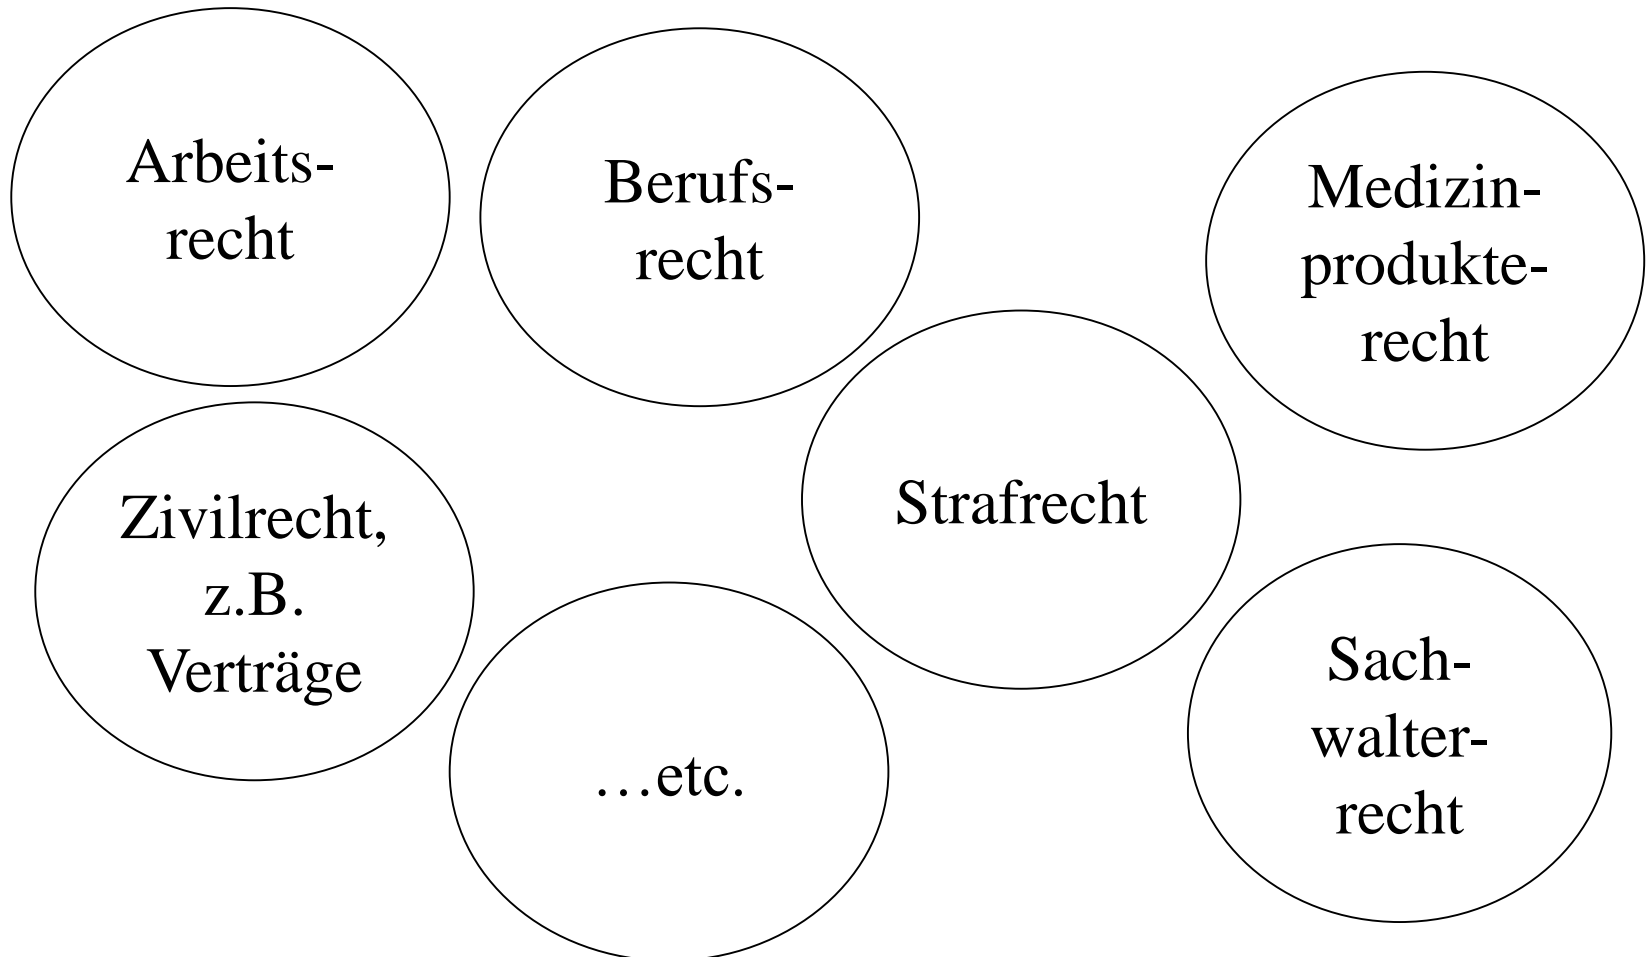 Arbeits-
recht
Berufs-
recht
Medizin-
produkte-
recht
Zivilrecht,
z.B.
Verträge
Strafrecht
…etc.
Sach-
walter-
recht